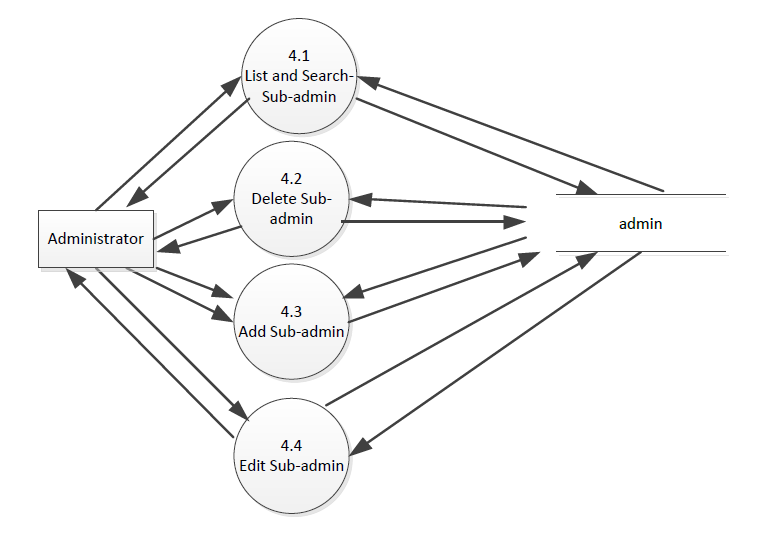 4.1
List and Search-
Sub-admin
4.2
Delete Sub-
admin
Administrator
admin
4.3
Add Sub-admin
4.4
Edit Sub-admin